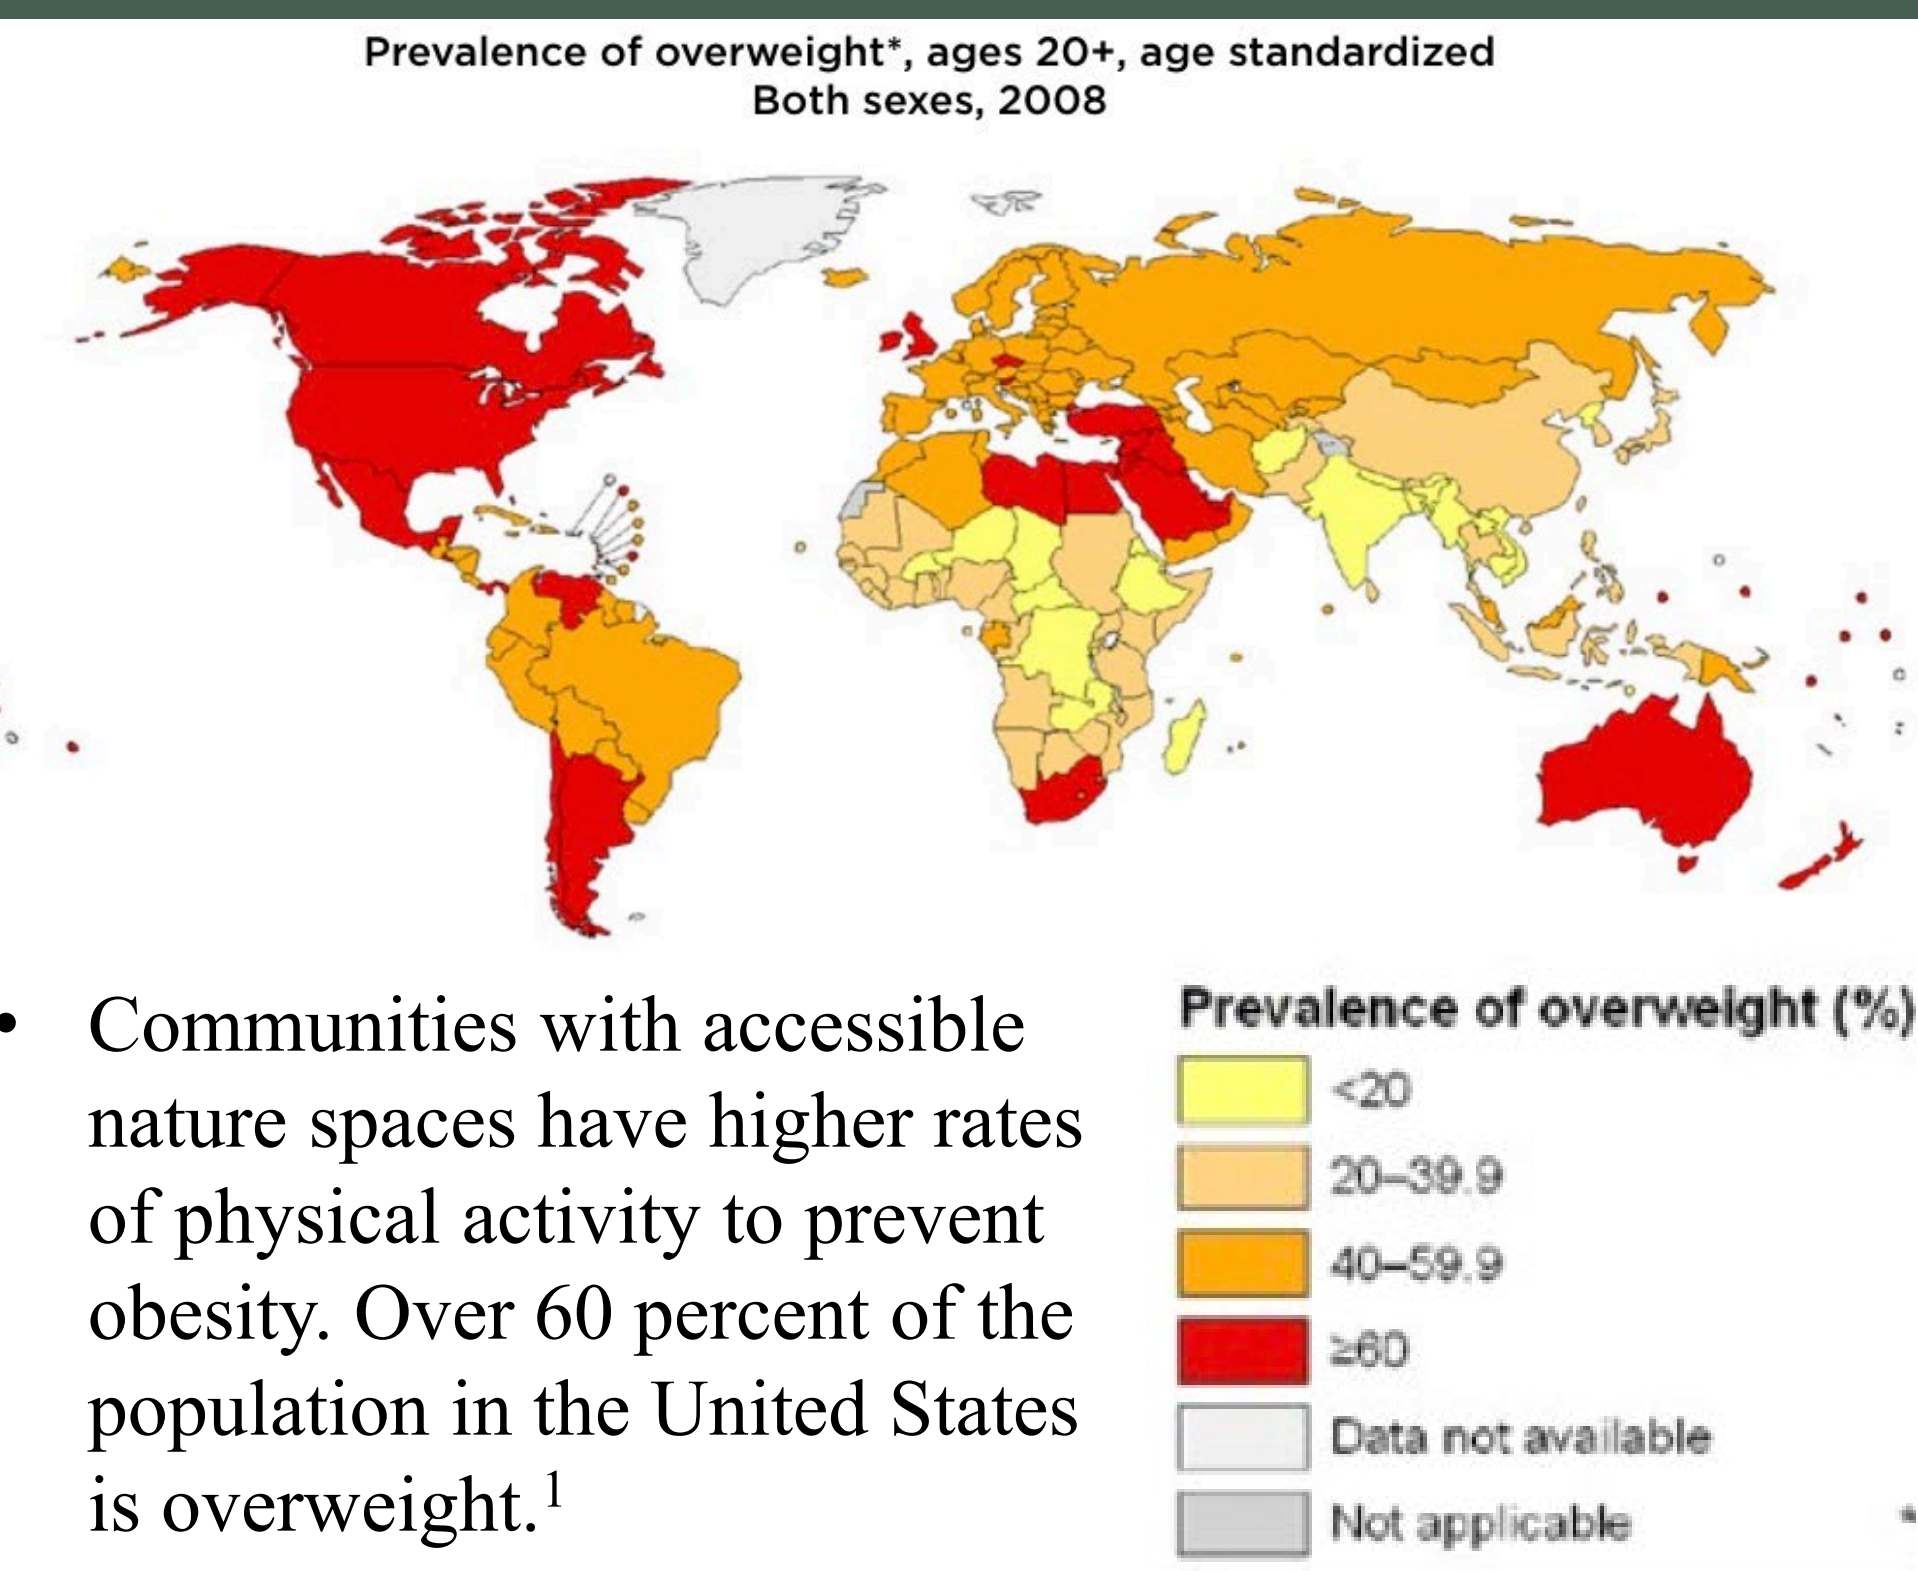 Prevalence of overweight*, ages 20+, age standardized
Both sexes, 2008
• Communities with accessible
nature spaces have higher rates
of physical activity to prevent
obesity. Over 60 percent of the
population in the United States
is overweight.¹
Prevalence of overweight (%)
<20
20–39.9
40–59.9
≥60
Data not available
Not applicable
*